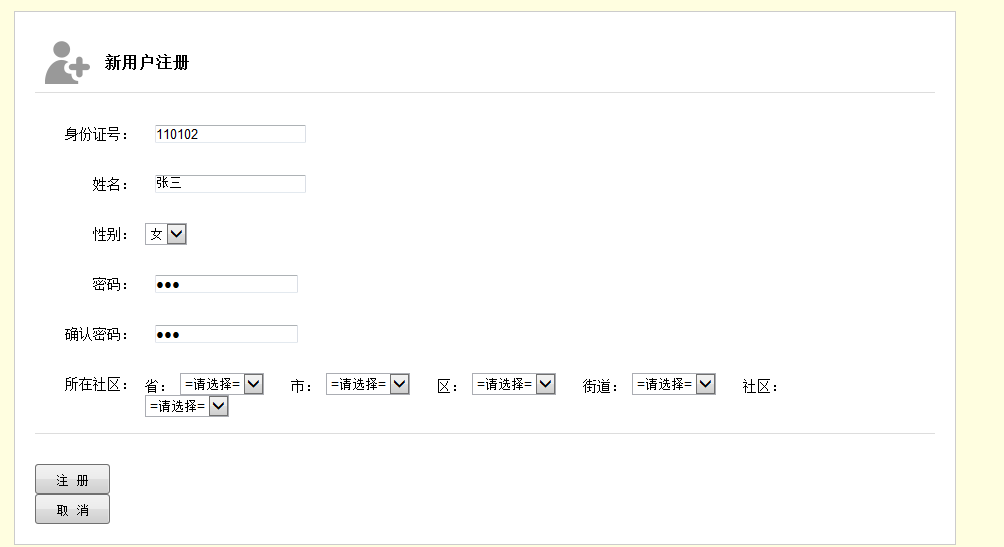 新用户注册
身份证号： 110102
姓名： 张三
性别： 女
密码： ●●●
确认密码： ●●●
所在社区： 省： =请选择= 市： =请选择= 区： =请选择= 街道： =请选择= 社区：
=请选择=
注 册
取 消